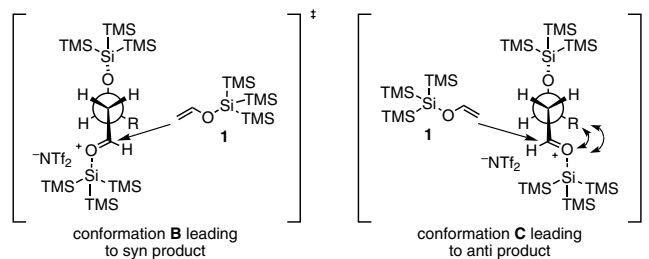 ‡
TMS
TMS TMS
Si
O
H H
H R
+
O H
⁻NTf2
Si
TMS TMS
TMS
O
Si
TMS
TMS
TMS
1
conformation B leading
to syn product
TMS
TMS
TMS
Si
O
1
TMS
TMS TMS
Si
O
H H
H R
H O
+
⁻NTf2
Si
TMS TMS
TMS
conformation C leading
to anti product
‡